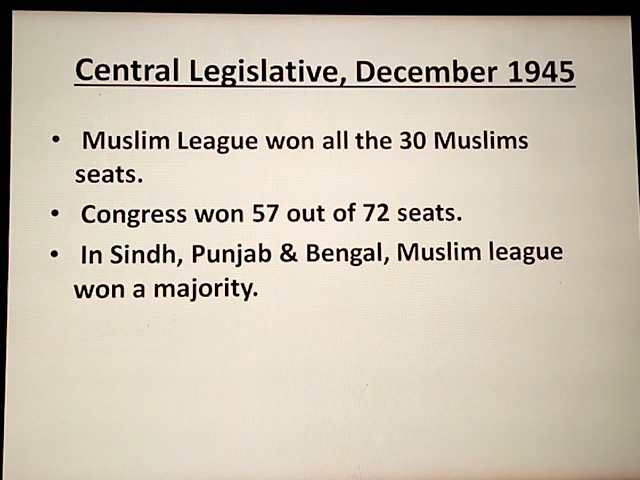 Central Legislative, December 1945
• Muslim League won all the 30 Muslims
seats.
• Congress won 57 out of 72 seats.
• In Sindh, Punjab & Bengal, Muslim league
won a majority.